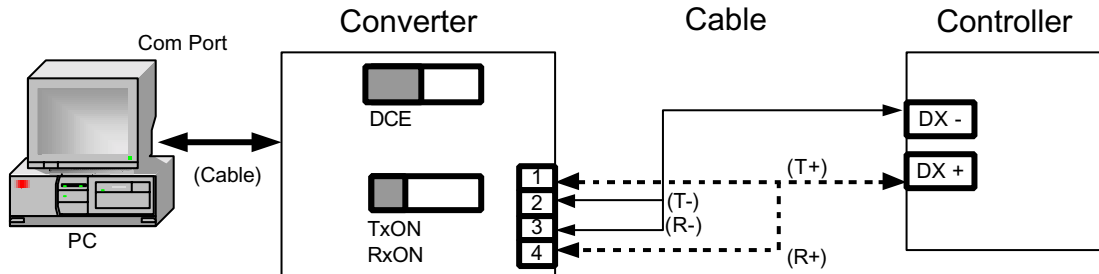 Converter
Cable
Controller
Com Port
DCE
DX -
(Cable)
1
(T+)
DX +
2
(T-)
TxON
3
(R-)
PC
RxON
4
(R+)